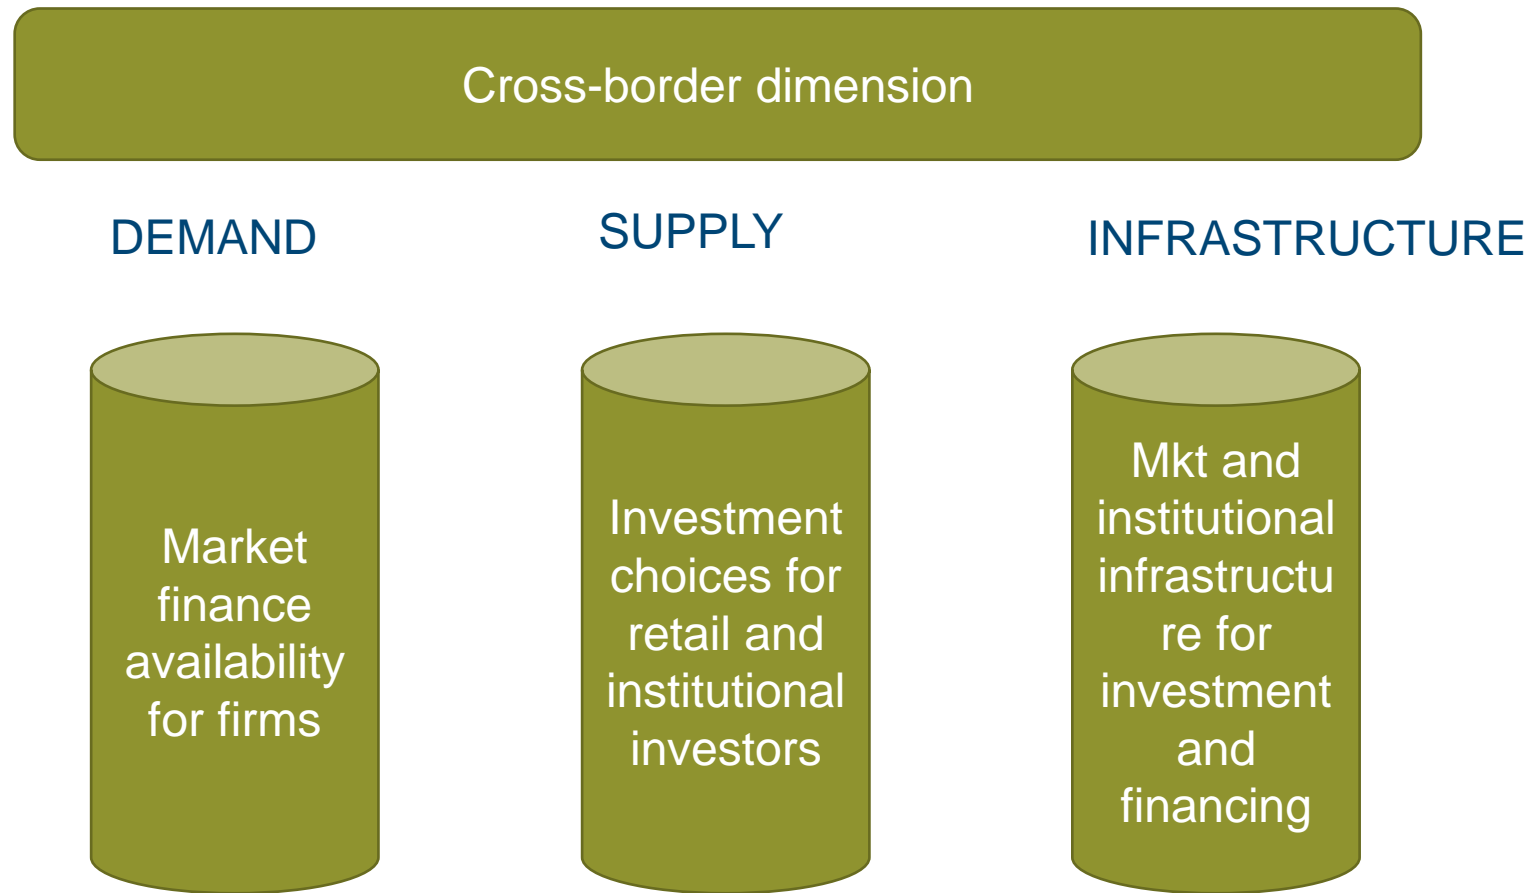 Cross-border dimension
DEMAND
SUPPLY
INFRASTRUCTURE
Market
finance
availability
for firms
Investment
choices for
retail and
institutional
investors
Mkt and
institutional
infrastructu
re for
investment
and
financing